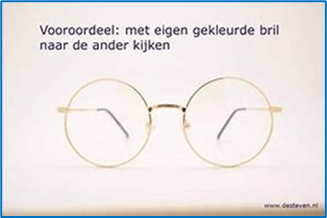 Vooroordeel: met eigen gekleurde bril
naar de ander kijken
www.desteven.nl